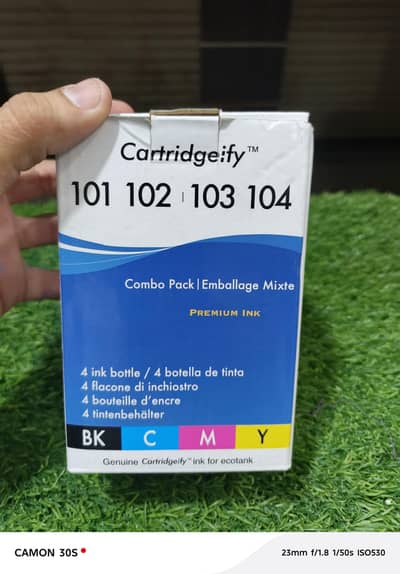 Cartridgeify™
101 102 | 103 104
Combo Pack | Emballage Mixte
PREMIUM INK
4 ink bottle / 4 botella de tinta
4 flacone di inchiostro
4 bouteille d'encre
4 tintenbehälter
BK C M Y
Genuine Cartridgeify™ ink for ecotank
CAMON 30S 23mm f/1.8 1/50s ISO530